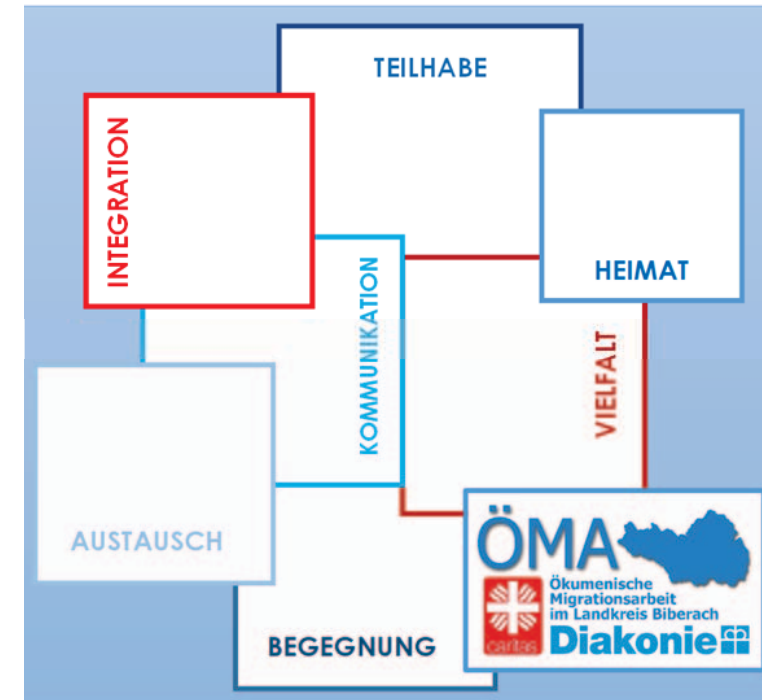 TEILHABE
INTEGRATION
HEIMAT
KOMMUNIKATION
VIELFALT
AUSTAUSCH
BEGEGNUNG
ÖMA
Ökumenische
Migrationsarbeit
im Landkreis Biberach
caritas
Diakonie